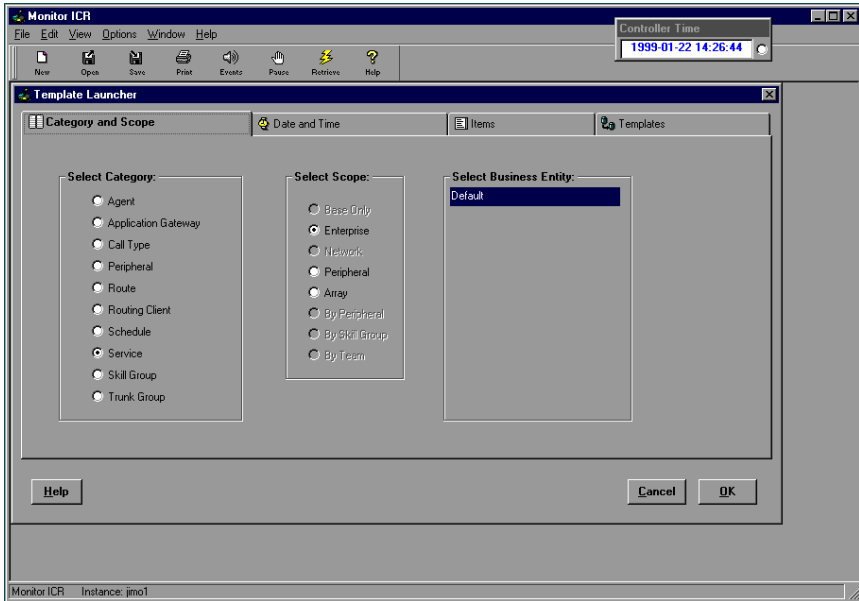 Monitor ICR
File Edit View Options Window Help
Controller Time
1999-01-22 14:26:44
New Open Save Print Events Pause Retrieve Help
Template Launcher
Category and Scope Date and Time Items Templates
Select Category:
Agent
Application Gateway
Call Type
Peripheral
Route
Routing Client
Schedule
Service
Skill Group
Trunk Group
Select Scope:
Base Only
Enterprise
Network
Peripheral
Array
By Peripheral
By Skill Group
By Team
Select Business Entity:
Default
Help Cancel OK
Monitor ICR Instance: jimo1